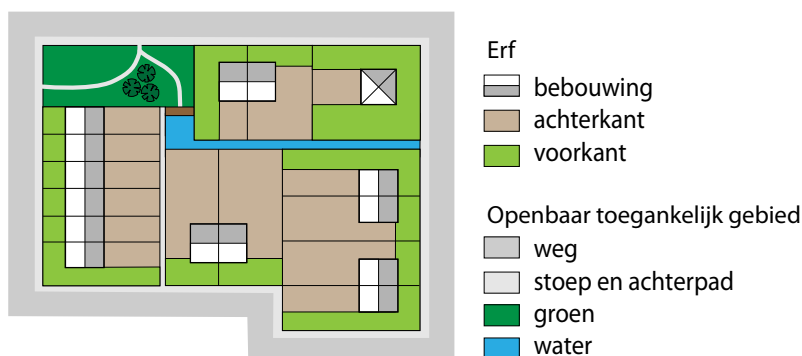 Erf
bebouwing
achterkant
voorkant
Openbaar toegankelijk gebied
weg
stoep en achterpad
groen
water